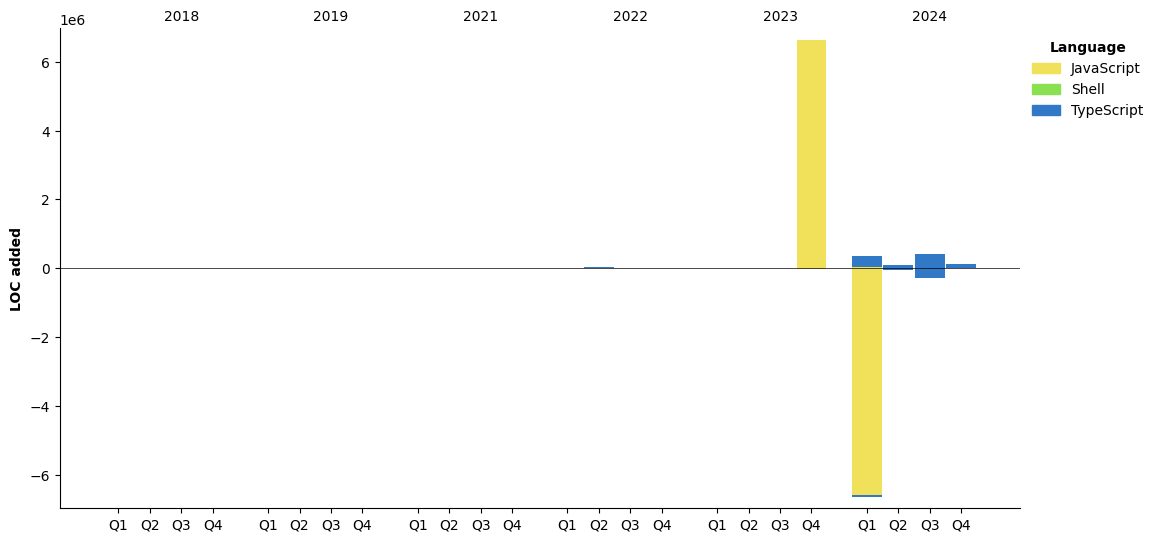 1e6
2018 2019 2021 2022 2023 2024
Language
JavaScript
Shell
TypeScript
LOC added
6
4
2
0
−2
−4
−6
Q1 Q2 Q3 Q4 Q1 Q2 Q3 Q4 Q1 Q2 Q3 Q4 Q1 Q2 Q3 Q4 Q1 Q2 Q3 Q4 Q1 Q2 Q3 Q4